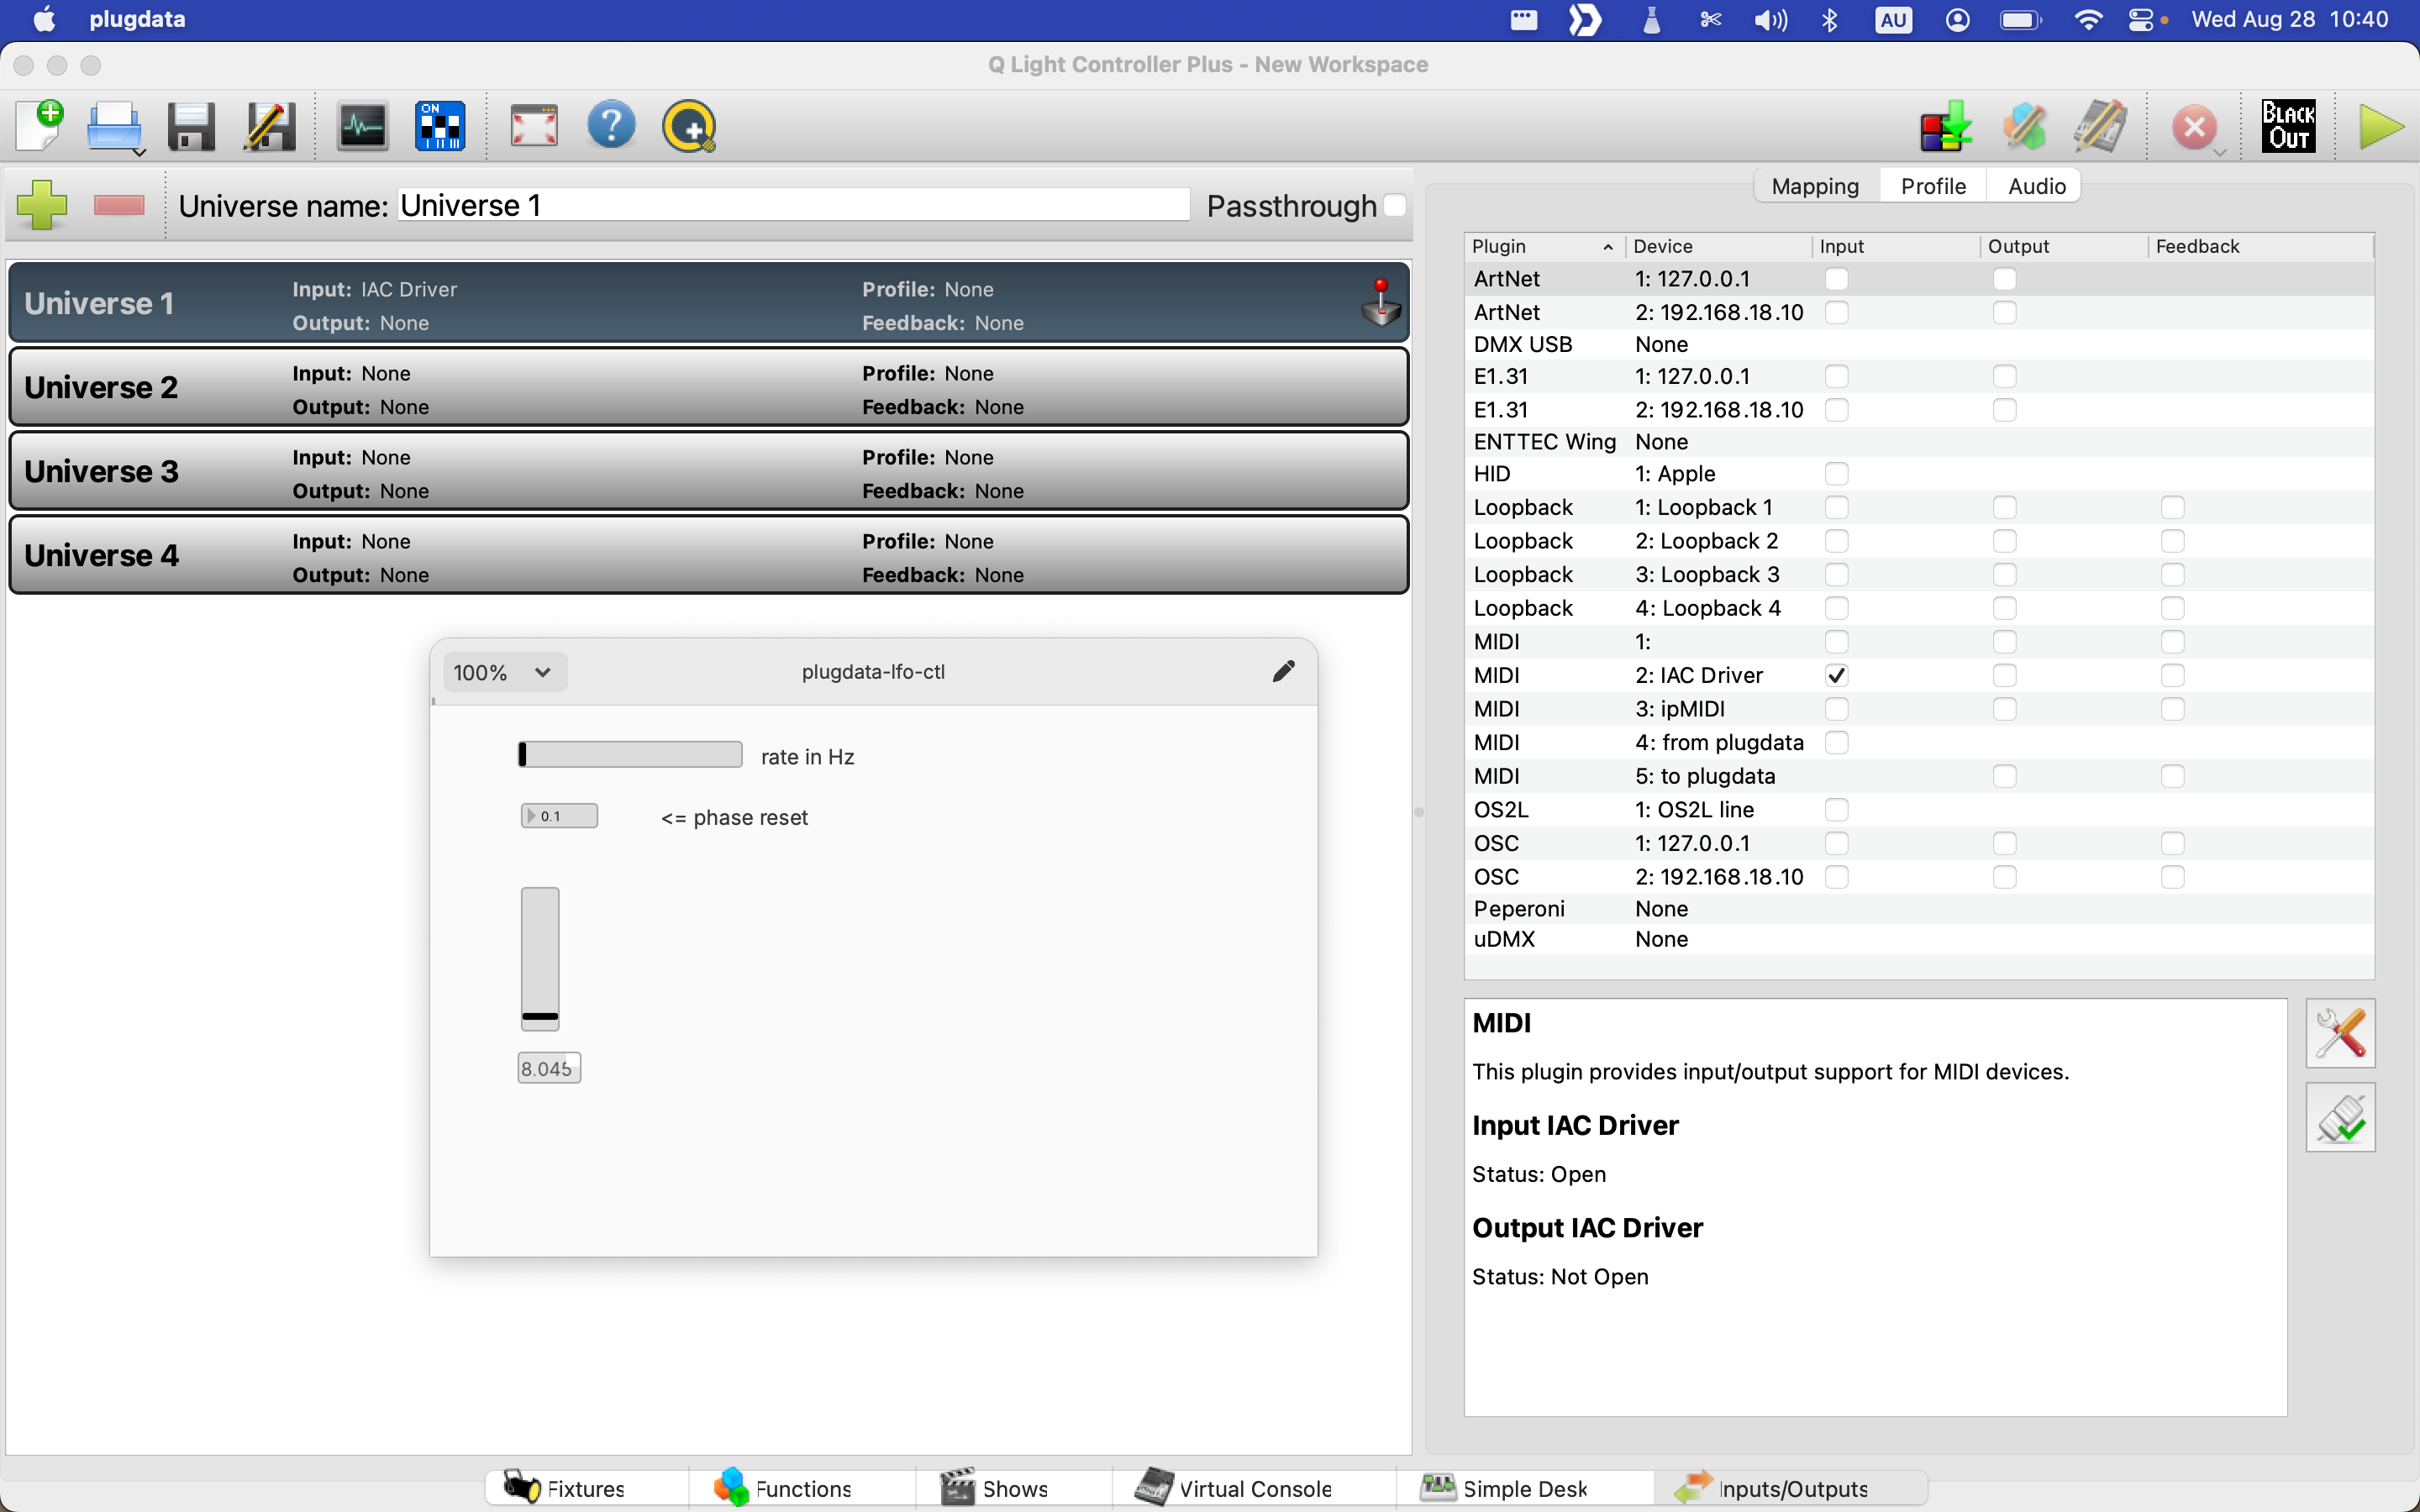 plugdata
AU
Wed Aug 28 10:40
Q Light Controller Plus - New Workspace
ON
BLACK OUT
Universe name: Universe 1 Passthrough
Universe 1
Input: IAC Driver
Profile: None
Output: None
Feedback: None
Universe 2
Input: None
Profile: None
Output: None
Feedback: None
Universe 3
Input: None
Profile: None
Output: None
Feedback: None
Universe 4
Input: None
Profile: None
Output: None
Feedback: None
100%
plugdata-lfo-ctl
rate in Hz
0.1
<= phase reset
8.045
Mapping Profile Audio
Plugin Device Input Output Feedback
ArtNet 1: 127.0.0.1
ArtNet 2: 192.168.18.10
DMX USB None
E1.31 1: 127.0.0.1
E1.31 2: 192.168.18.10
ENTTEC Wing None
HID 1: Apple
Loopback 1: Loopback 1
Loopback 2: Loopback 2
Loopback 3: Loopback 3
Loopback 4: Loopback 4
MIDI 1:
MIDI 2: IAC Driver
MIDI 3: ipMIDI
MIDI 4: from plugdata
MIDI 5: to plugdata
OS2L 1: OS2L line
OSC 1: 127.0.0.1
OSC 2: 192.168.18.10
Peperoni None
uDMX None
MIDI
This plugin provides input/output support for MIDI devices.
Input IAC Driver
Status: Open
Output IAC Driver
Status: Not Open
Fixtures Functions Shows Virtual Console Simple Desk Inputs/Outputs